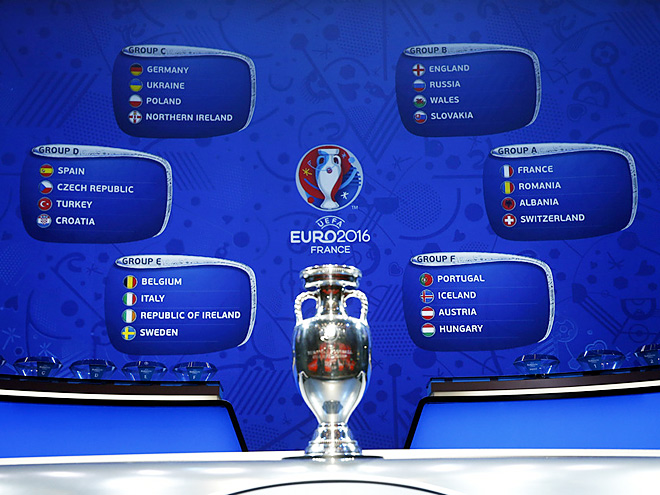 GROUP C
GERMANY
UKRAINE
POLAND
NORTHERN IRELAND
GROUP B
ENGLAND
RUSSIA
WALES
SLOVAKIA
GROUP D
SPAIN
CZECH REPUBLIC
TURKEY
CROATIA
TM
UEFA
EURO2016
FRANCE
GROUP A
FRANCE
ROMANIA
ALBANIA
SWITZERLAND
GROUP E
BELGIUM
ITALY
REPUBLIC OF IRELAND
SWEDEN
GROUP F
PORTUGAL
ICELAND
AUSTRIA
HUNGARY